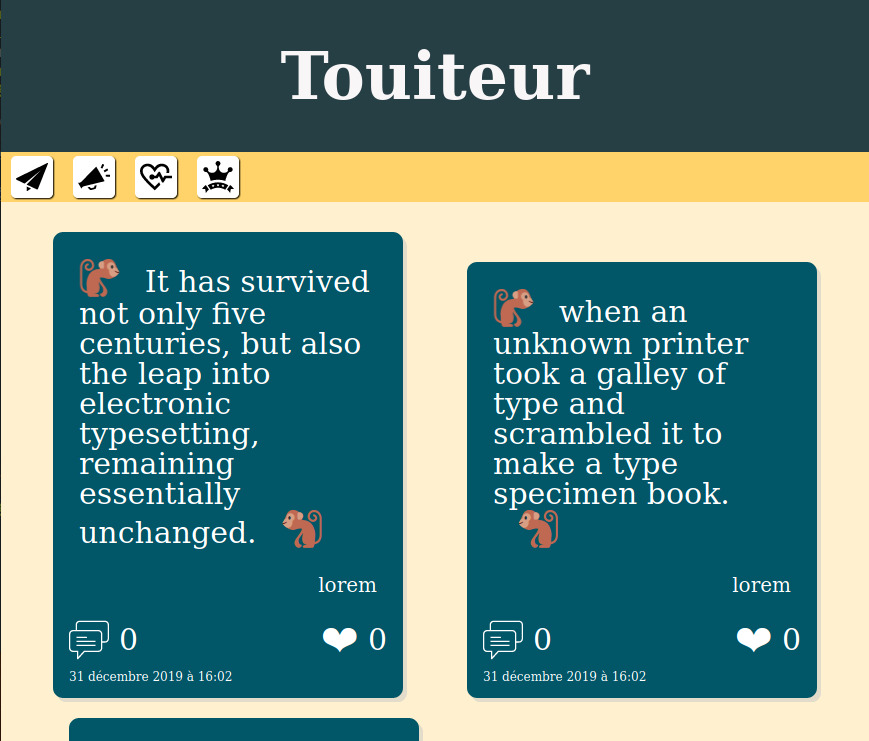 Touiteur
It has survived
not only five
centuries, but also
the leap into
electronic
typesetting,
remaining
essentially
unchanged.
lorem
0
0
31 décembre 2019 à 16:02
when an
unknown printer
took a galley of
type and
scrambled it to
make a type
specimen book.
lorem
0
0
31 décembre 2019 à 16:02